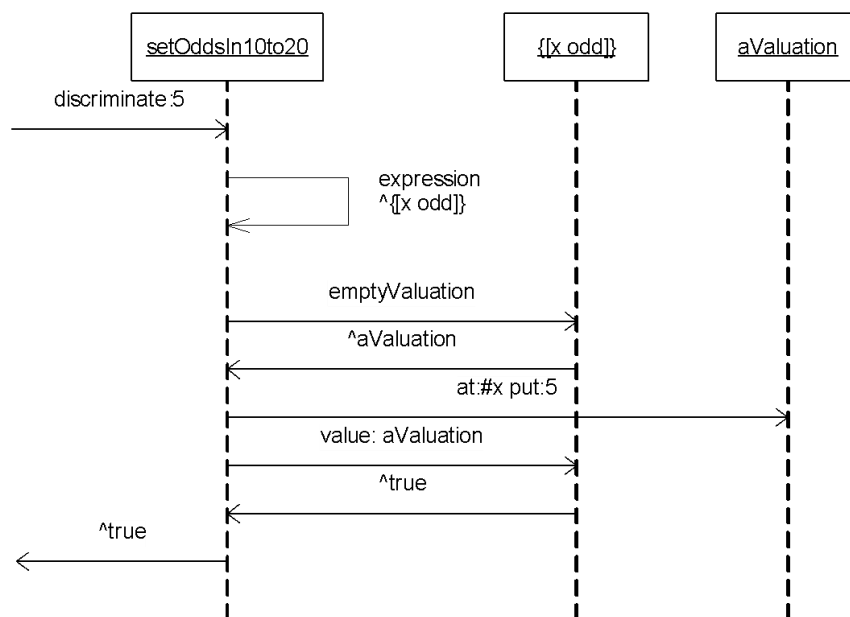 setOddsIn10to20
{[x odd]}
aValuation
discriminate:5
expression
^{[x odd]}
emptyValuation
^aValuation
at:#x put:5
value: aValuation
^true
^true